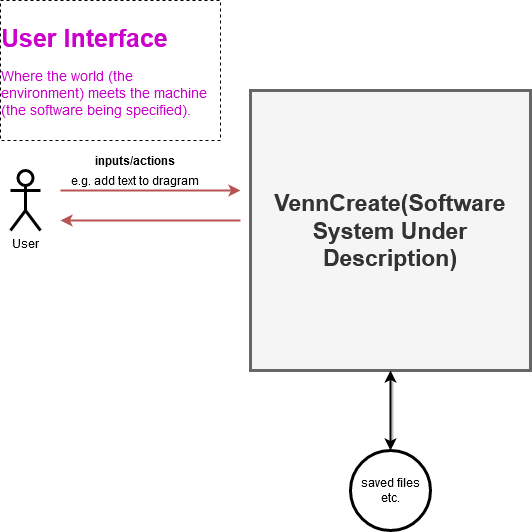 User Interface
Where the world (the
environment) meets the machine
(the software being specified).
inputs/actions
e.g. add text to dragram
User
VennCreate(Software
System Under
Description)
saved files
etc.